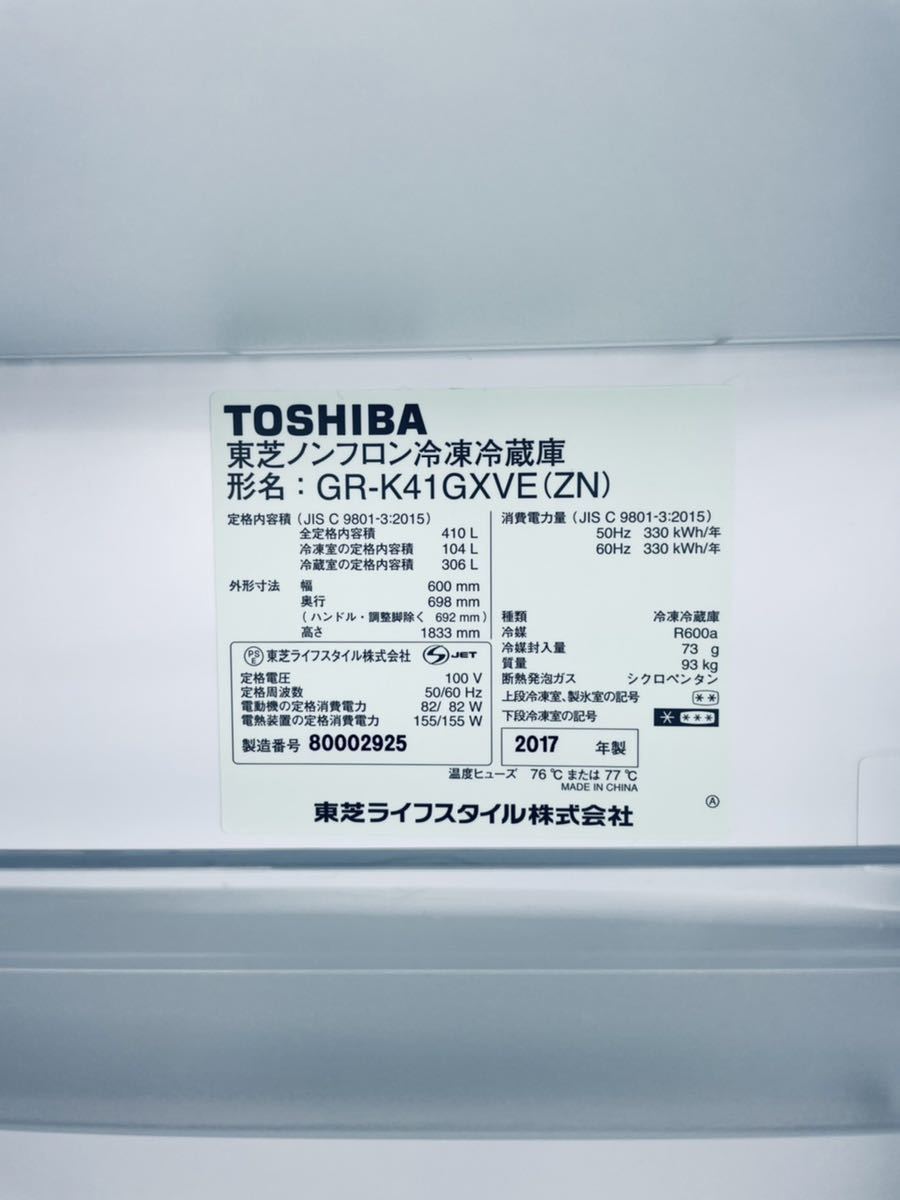 TOSHIBA
東芝ノンフロン冷凍冷蔵庫
形名：GR-K41GXVE(ZN)
定格内容積 (JIS C 9801-3:2015)
全定格内容積 410 L
冷凍室の定格内容積 104 L
冷蔵室の定格内容積 306 L
外形寸法 幅 600 mm
奥行 698 mm
(ハンドル・調整脚除く 692 mm)
高さ 1833 mm
PS E 東芝ライフスタイル株式会社 JET
定格電圧 100 V
定格周波数 50/60 Hz
電動機の定格消費電力 82/ 82 W
電熱装置の定格消費電力 155/155 W
製造番号 80002925
消費電力量 (JIS C 9801-3:2015)
50Hz 330 kWh/年
60Hz 330 kWh/年
種類 冷凍冷蔵庫
冷媒 R600a
冷媒封入量 73 g
質量 93 kg
断熱発泡ガス シクロペンタン
上段冷凍室、製氷室の記号 **
下段冷凍室の記号 * ***
2017 年製
温度ヒューズ 76 ℃ または 77 ℃
MADE IN CHINA
東芝ライフスタイル株式会社
Ⓐ